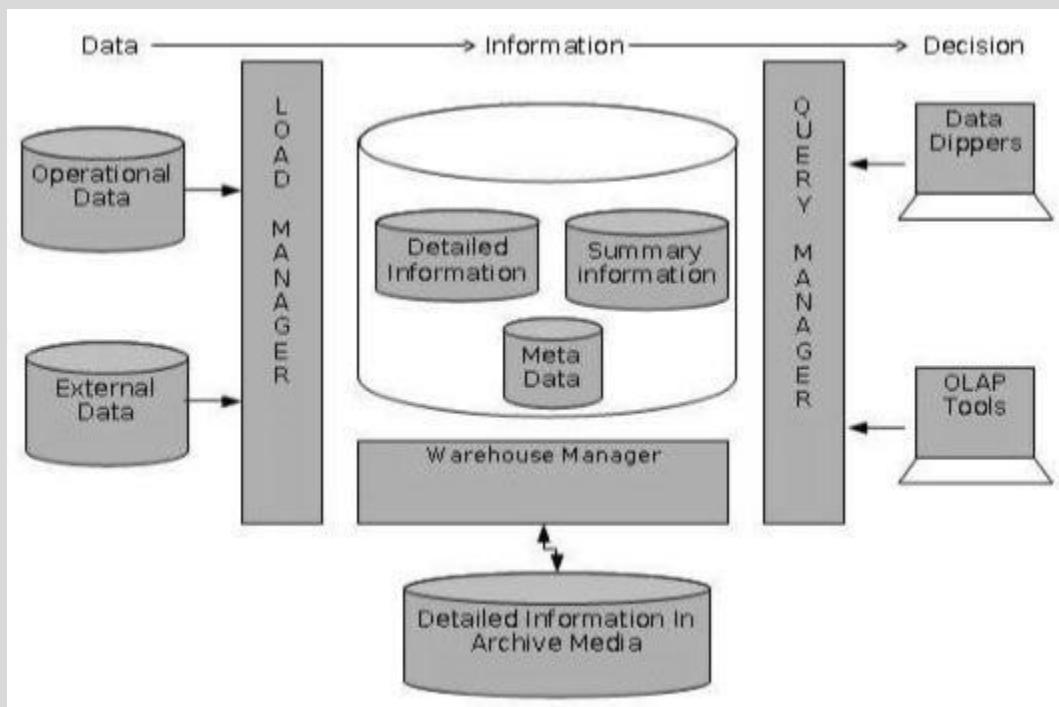 Data
Information
Decision
LOAD MANAGER
QUERY MANAGER
Operational
Data
External
Data
Detailed
Information
Summary
information
Meta
Data
Warehouse Manager
Detailed Information In
Archive Media
Data
Dippers
OLAP
Tools